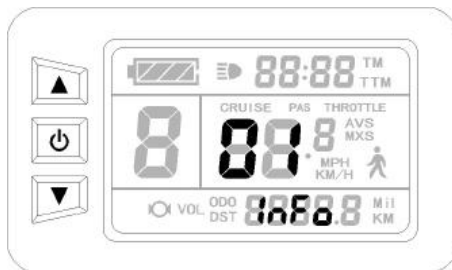 88:88 TM
TTM
CRUISE PAS THROTTLE
8 01.8 AVS
MXS
MPH
KM/H
VOL ODO
DST InFo.8 Mil
KM